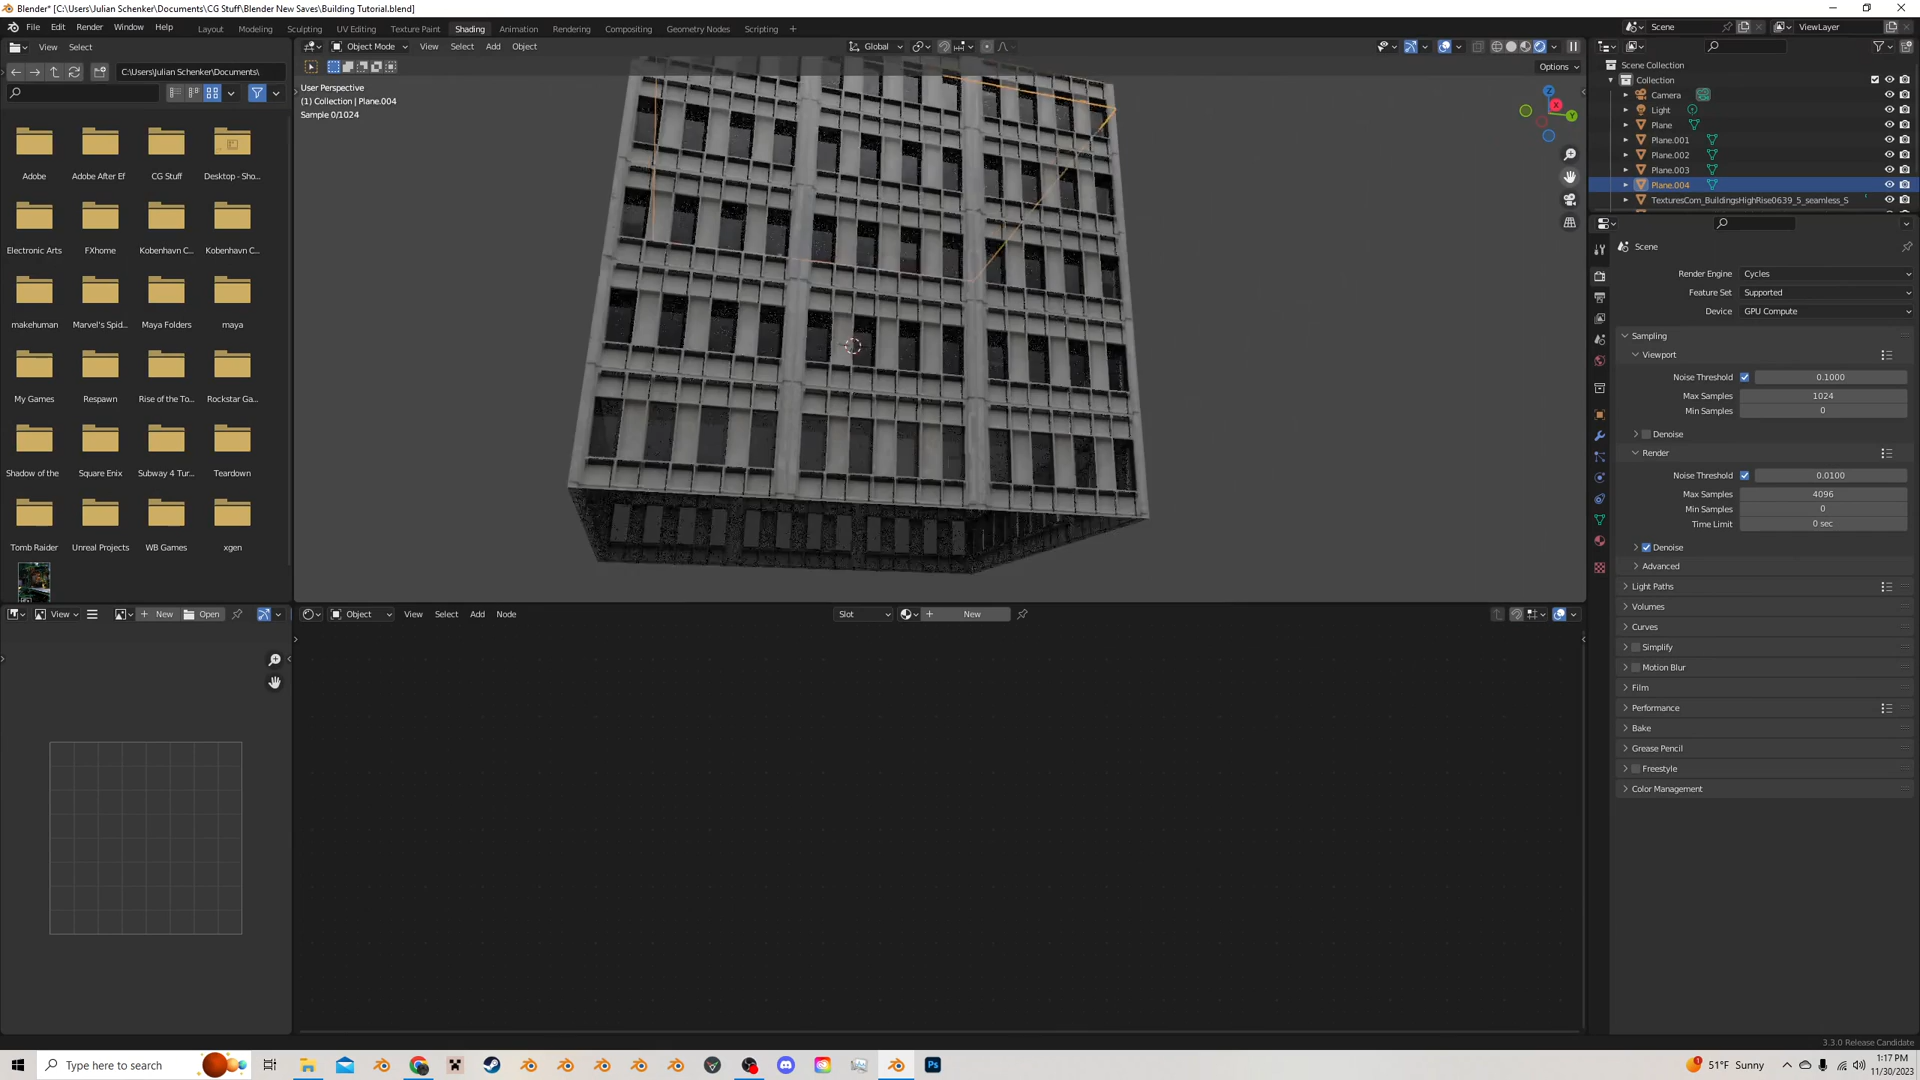 Blender* [C:\Users\Julian Schenker\Documents\CG Stuff\Blender New Saves\Building Tutorial.blend]
File Edit Render Window Help Layout Modeling Sculpting UV Editing Texture Paint Shading Animation Rendering Compositing Geometry Nodes Scripting + Scene ViewLayer
View Select Object Mode View Select Add Object Global
C:\Users\Julian Schenker\Documents\
Options
User Perspective
(1) Collection | Plane.004
Sample 0/1024
Adobe Adobe After Ef CG Stuff Desktop - Sho...
Electronic Arts FXhome Kobenhavn C... Kobenhavn C...
makehuman Marvel's Spid... Maya Folders maya
My Games Respawn Rise of the To... Rockstar Ga...
Shadow of the Square Enix Subway 4 Tur... Teardown
Tomb Raider Unreal Projects WB Games xgen
X
Y
Z
Scene Collection
Collection
Camera
Light
Plane
Plane.001
Plane.002
Plane.003
Plane.004
TexturesCom_BuildingsHighRise0639_5_seamless_S
Scene
Render Engine Cycles
Feature Set Supported
Device GPU Compute
Sampling
Viewport
Noise Threshold 0.1000
Max Samples 1024
Min Samples 0
Denoise
Render
Noise Threshold 0.0100
Max Samples 4096
Min Samples 0
Time Limit 0 sec
Denoise
Advanced
Light Paths
Volumes
Curves
Simplify
Motion Blur
Film
Performance
Bake
Grease Pencil
Freestyle
Color Management
View New Open Object View Select Add Node Slot New
3.3.0 Release Candidate
Type here to search
51°F Sunny
1:17 PM
11/30/2023